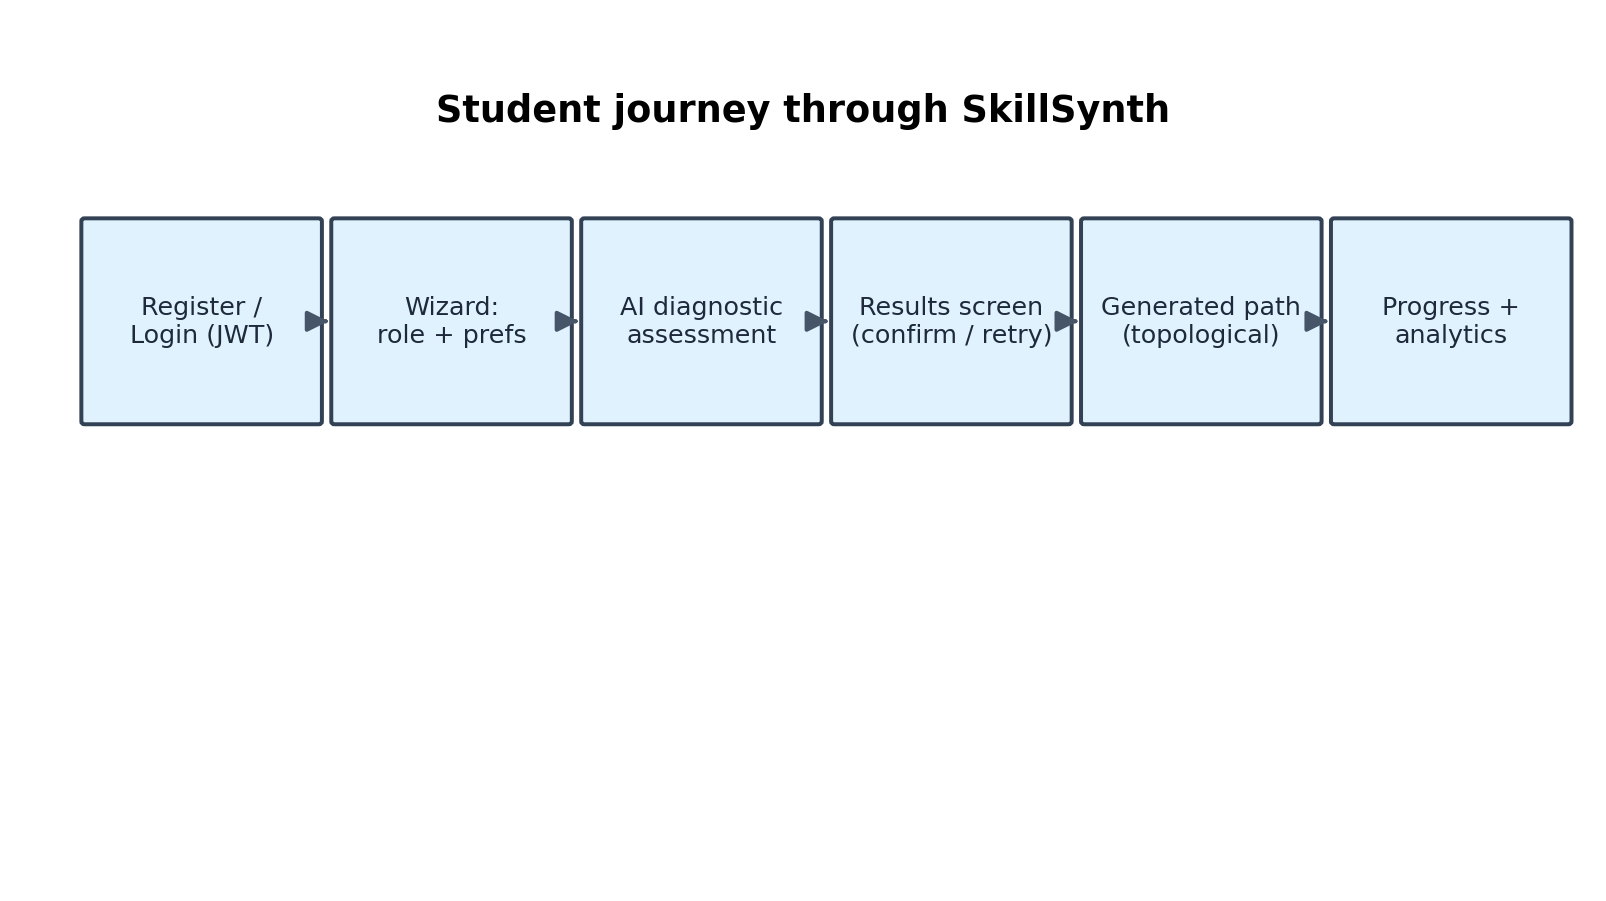 Student journey through SkillSynth
Register /
Login (JWT)
Wizard:
role + prefs
AI diagnostic
assessment
Results screen
(confirm / retry)
Generated path
(topological)
Progress +
analytics